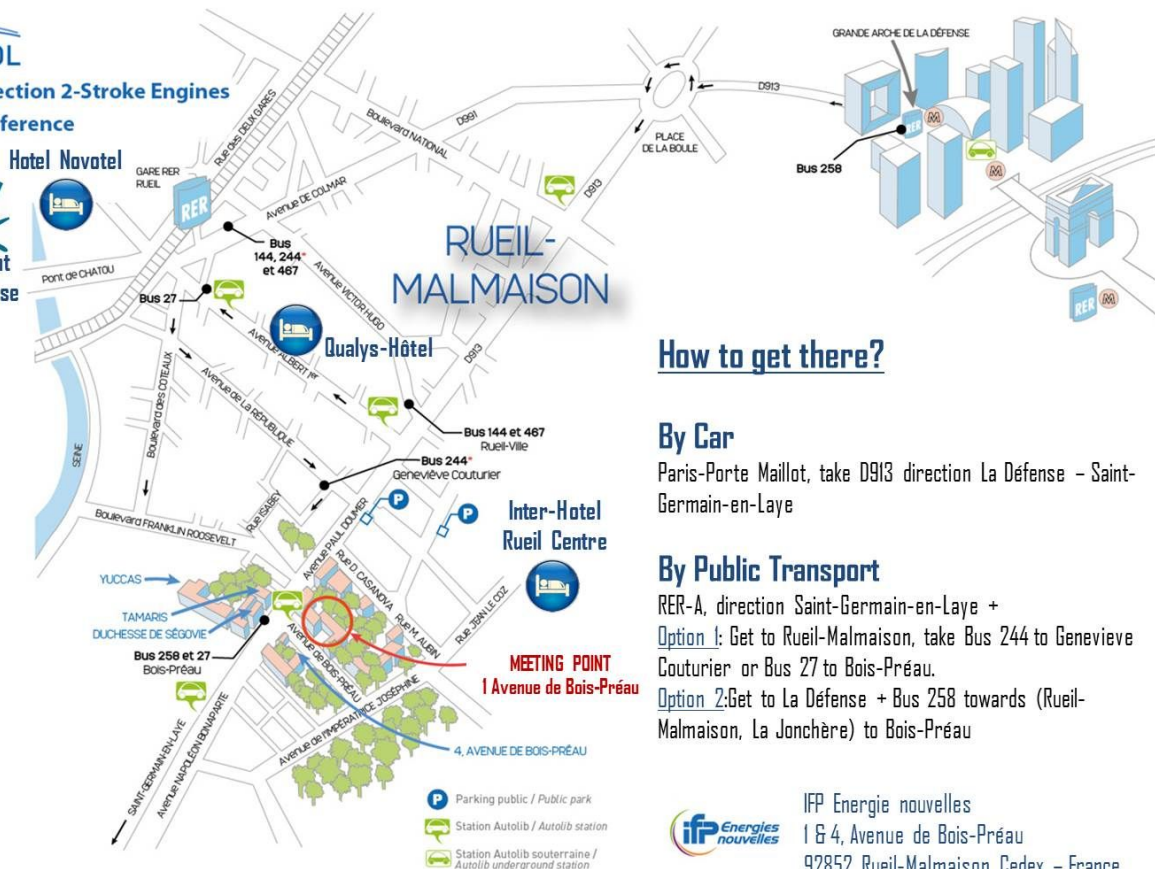 OL
ection 2-Stroke Engines
ference
Hotel Novotel
nt
se
GARE RER
RUEIL
RER
Rue des DEUX GARES
Boulevard NATIONAL
D991
D913
PLACE
DE LA BOULE
D913
GRANDE ARCHE DE LA DÉFENSE
RER
M
Bus 258
M
RER
M
Pont de CHATOU
Avenue DE COLMAR
Bus
144, 244*
et 467
Bus 27
RUEIL-
MALMAISON
Avenue VICTOR HUGO
Qualys-Hôtel
Avenue ALBERT 1er
D913
Boulevard des COTEAUX
Avenue de LA RÉPUBLIQUE
SEINE
Bus 144 et 467
Rueil-Ville
Bus 244*
Geneviève Couturier
P
P
Boulevard FRANKLIN ROOSEVELT
Rue ISABEY
Avenue PAUL DOUMER
Inter-Hotel
Rueil Centre
YUCCAS
TAMARIS
DUCHESSE DE SÉGOVIE
Rue D. CASANOVA
Rue M. AUBIN
Rue JEAN LE COZ
Bus 258 et 27
Bois-Préau
Avenue de BOIS-PRÉAU
MEETING POINT
1 Avenue de Bois-Préau
Avenue de l'IMPÉRATRICE JOSÉPHINE
4, AVENUE DE BOIS-PRÉAU
SAINT-GERMAIN-EN-LAYE
Avenue NAPOLÉON BONAPARTE
P Parking public / Public park
Station Autolib / Autolib station
Station Autolib souterraine /
Autolib underground station
How to get there?
By Car
Paris-Porte Maillot, take D913 direction La Défense – Saint-
Germain-en-Laye
By Public Transport
RER-A, direction Saint-Germain-en-Laye +
Option 1: Get to Rueil-Malmaison, take Bus 244 to Genevieve
Couturier or Bus 27 to Bois-Préau.
Option 2:Get to La Défense + Bus 258 towards (Rueil-
Malmaison, La Jonchère) to Bois-Préau
ifp Energies
nouvelles
IFP Energie nouvelles
1 & 4, Avenue de Bois-Préau
92852 Rueil-Malmaison Cedex – France